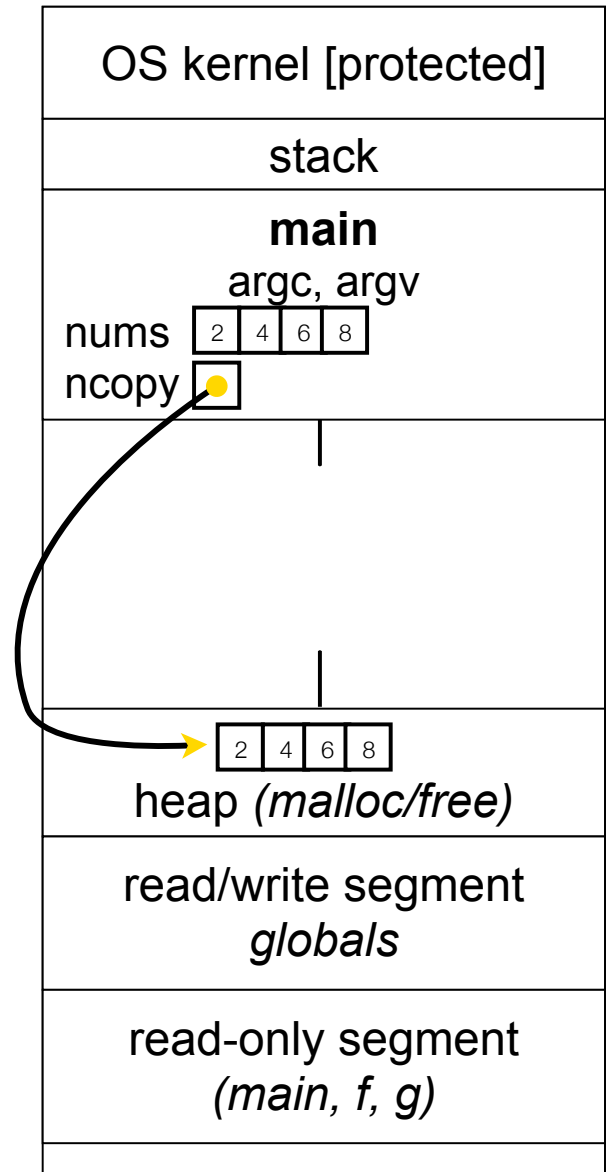 OS kernel [protected]
stack
main
argc, argv
nums 2 4 6 8
ncopy
2 4 6 8
heap (malloc/free)
read/write segment
globals
read-only segment
(main, f, g)